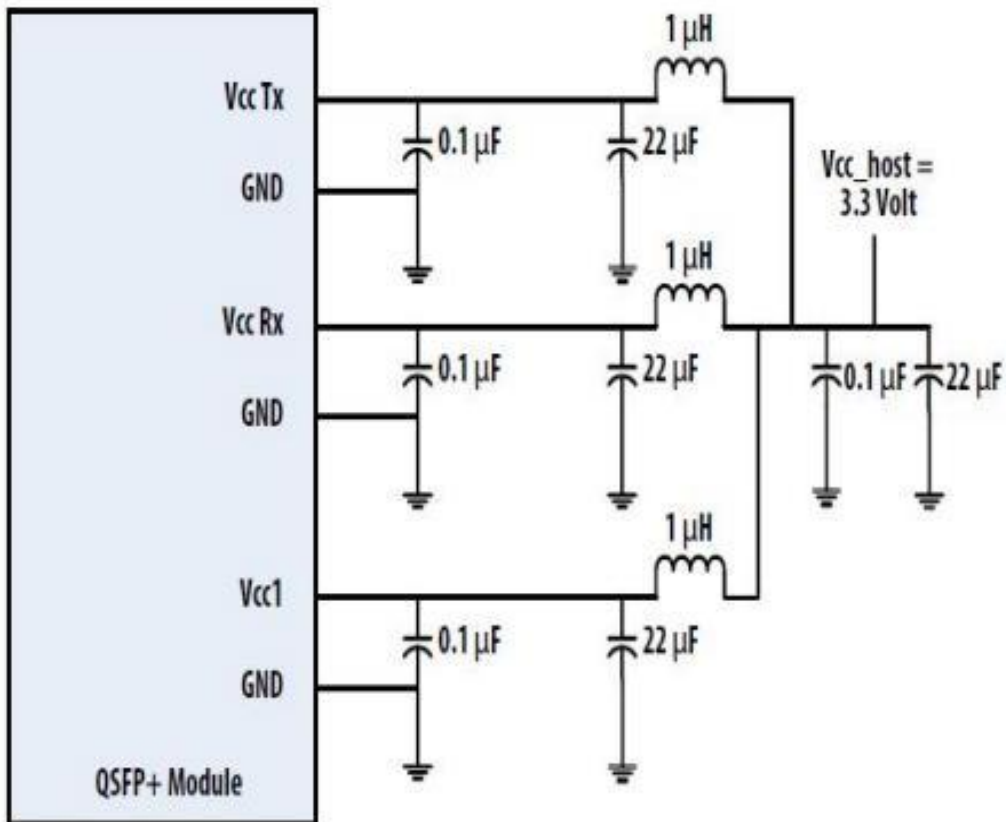 1 μH
Vcc Tx
0.1 μF
22 μF
Vcc_host =
3.3 Volt
GND
1 μH
Vcc Rx
0.1 μF
22 μF
0.1 μF
22 μF
GND
1 μH
Vcc1
0.1 μF
22 μF
GND
QSFP+ Module